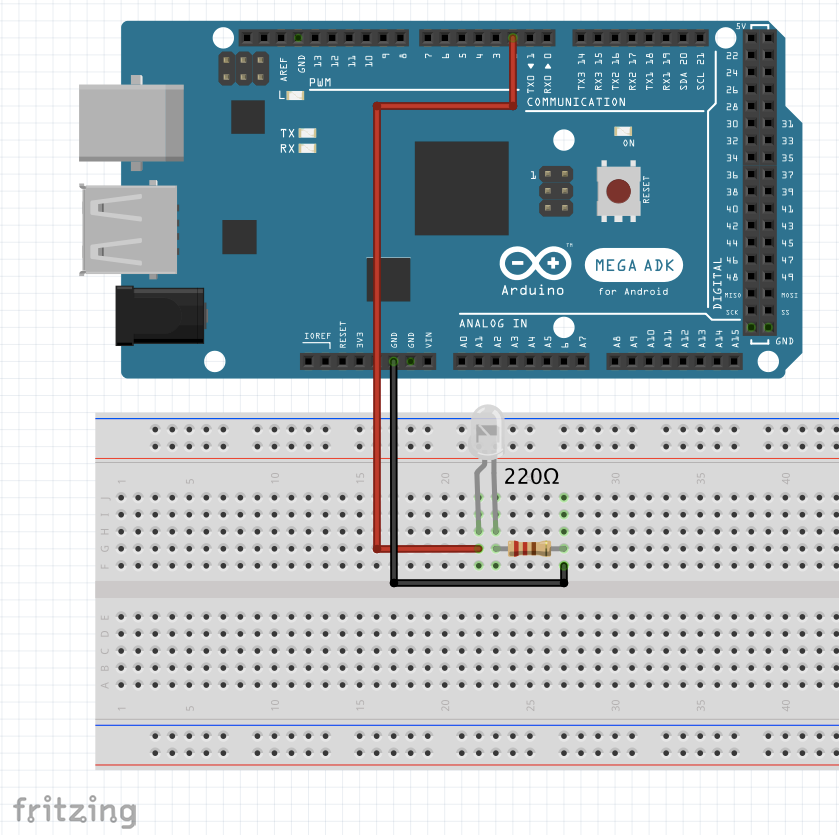 5V
AREF
GND
13
12
11
10
9
8
7
6
5
4
3
TX0 ◄ 1
RX0 ► 0
TX3 14
RX3 15
TX2 16
RX2 17
TX1 18
RX1 19
SDA 20
SCL 21
PWM
COMMUNICATION
L
TX
RX
ON
1
RESET
22
24
26
28
30 31
32 33
34 35
36 37
38 39
40 41
42 43
44 45
46 47
48 49
MISO MOSI
SCK SS
GND
DIGITAL
TM
Arduino
MEGA ADK
for Android
ANALOG IN
IOREF
RESET
3V3
GND
GND
VIN
A0
A1
A2
A3
A4
A5
6
A7
A8
A9
A10
A11
A12
A13
A14
A15
220Ω
1 5 10 15 20 25 30 35 40
J
I
H
G
F
E
D
C
B
A
1 5 10 15 20 25 30 35 40
fritzing